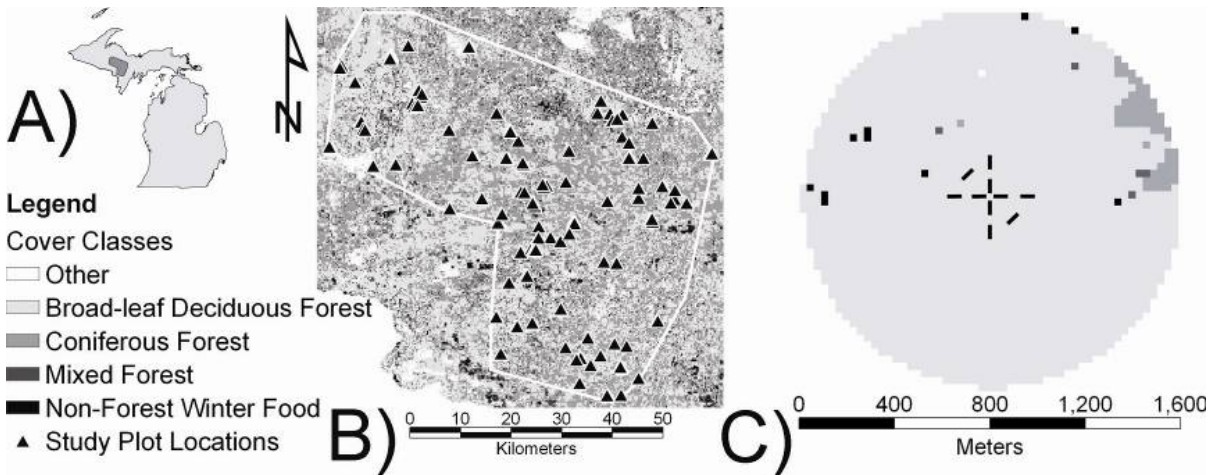 A)
N
Legend
Cover Classes
Other
Broad-leaf Deciduous Forest
Coniferous Forest
Mixed Forest
Non-Forest Winter Food
Study Plot Locations
B)
0 10 20 30 40 50
Kilometers
C)
0 400 800 1,200 1,600
Meters